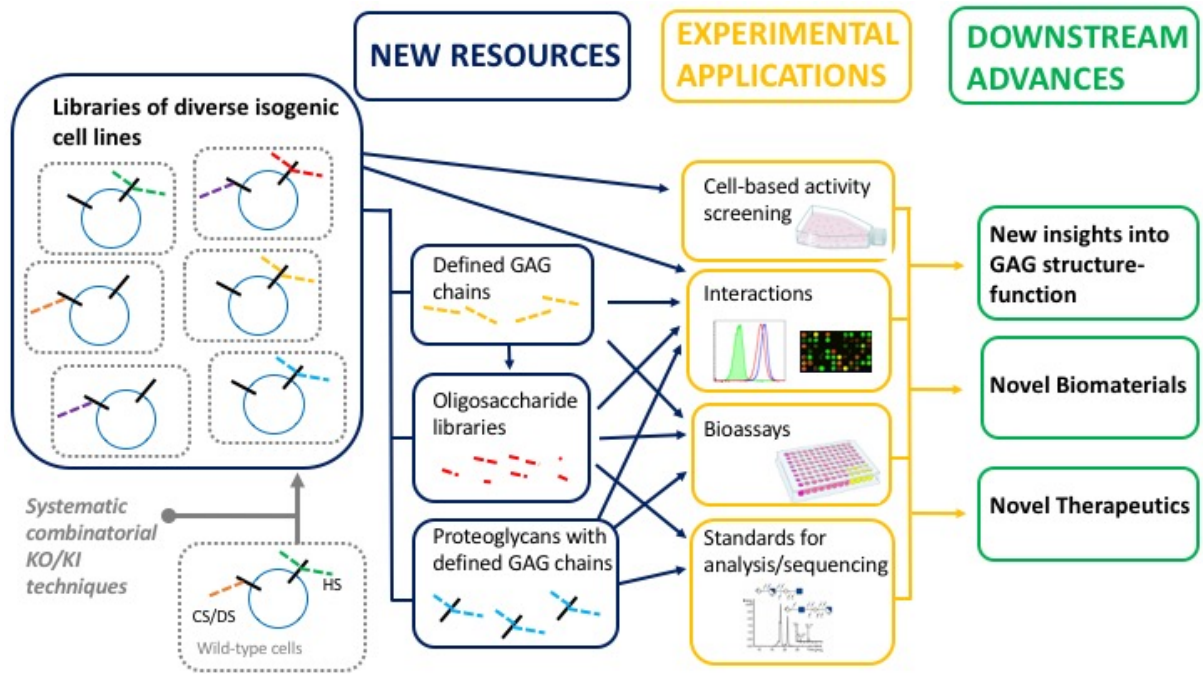 NEW RESOURCES
EXPERIMENTAL
APPLICATIONS
DOWNSTREAM
ADVANCES
Libraries of diverse isogenic
cell lines
Systematic
combinatorial
KO/KI
techniques
HS
CS/DS
Wild-type cells
Defined GAG
chains
Oligosaccharide
libraries
Proteoglycans with
defined GAG chains
Cell-based activity
screening
Interactions
Bioassays
Standards for
analysis/sequencing
New insights into
GAG structure-
function
Novel Biomaterials
Novel Therapeutics